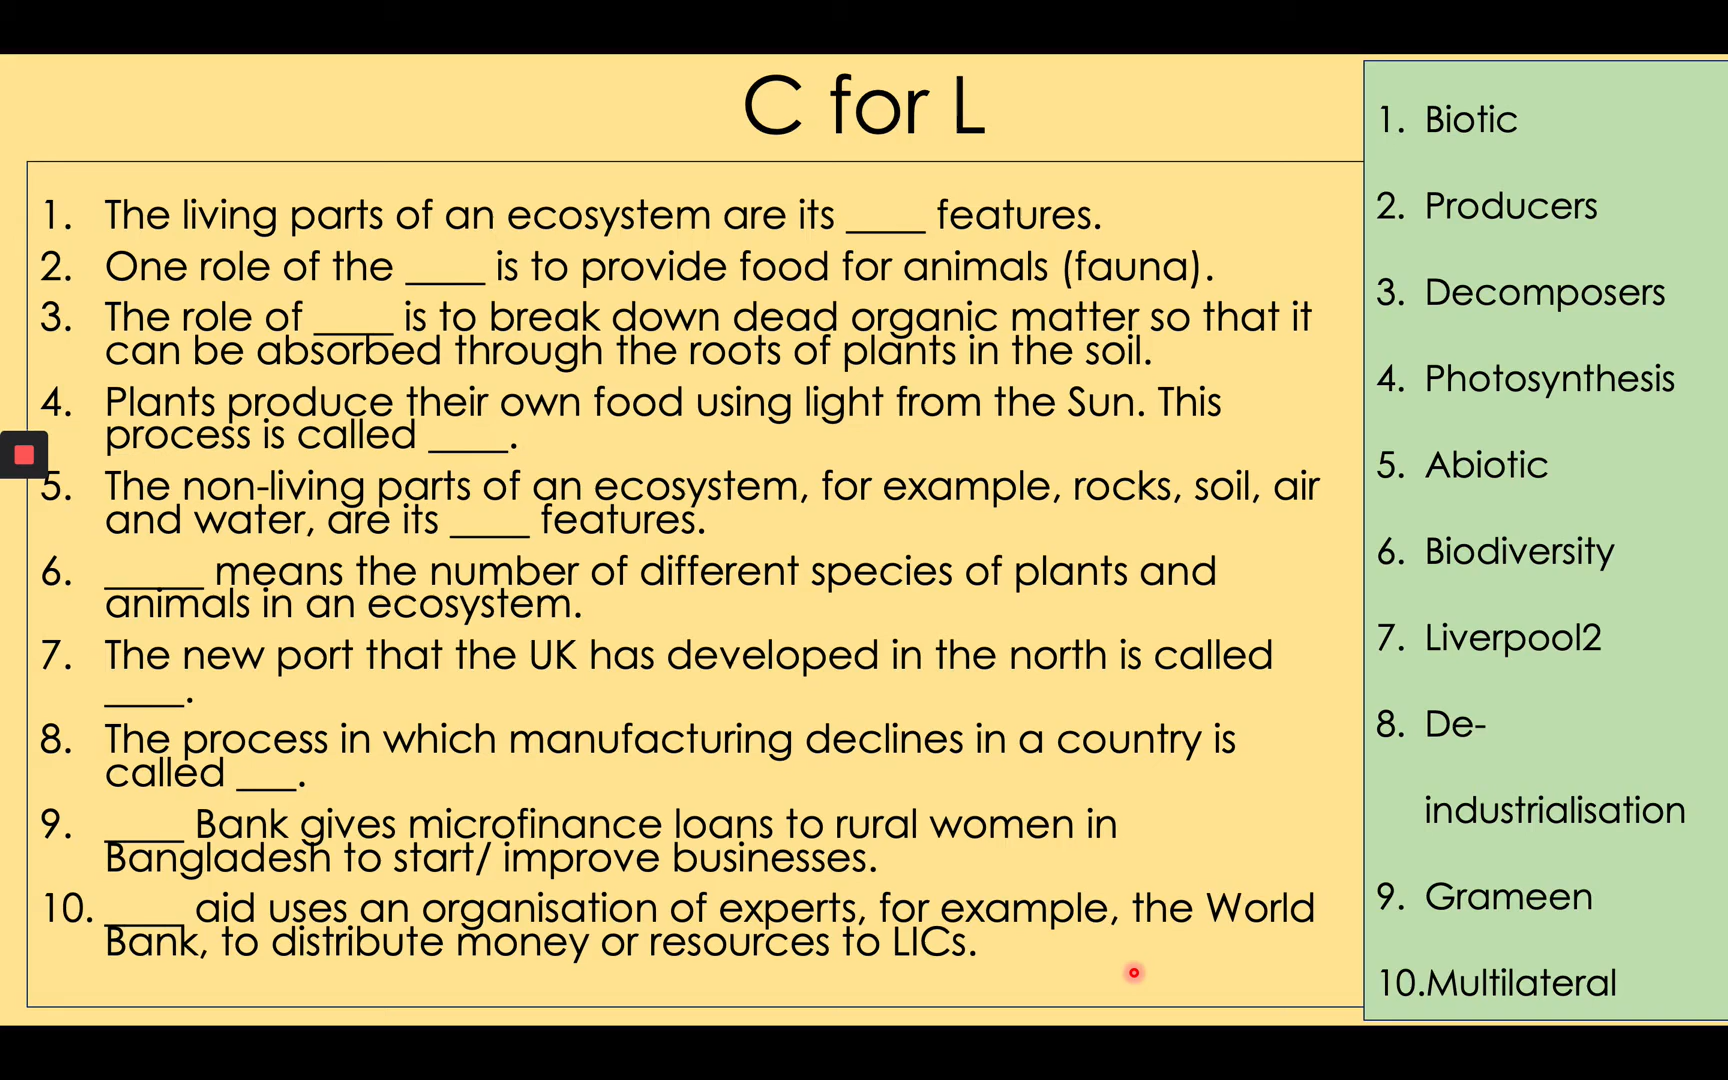 C for L
1. The living parts of an ecosystem are its ____ features.
2. One role of the ____ is to provide food for animals (fauna).
3. The role of ____ is to break down dead organic matter so that it
can be absorbed through the roots of plants in the soil.
4. Plants produce their own food using light from the Sun. This
process is called ____.
5. The non-living parts of an ecosystem, for example, rocks, soil, air
and water, are its ____ features.
6. _____ means the number of different species of plants and
animals in an ecosystem.
7. The new port that the UK has developed in the north is called
____.
8. The process in which manufacturing declines in a country is
called ___.
9. ____ Bank gives microfinance loans to rural women in
Bangladesh to start/ improve businesses.
10. ____ aid uses an organisation of experts, for example, the World
Bank, to distribute money or resources to LICs.
1. Biotic
2. Producers
3. Decomposers
4. Photosynthesis
5. Abiotic
6. Biodiversity
7. Liverpool2
8. De-
industrialisation
9. Grameen
10.Multilateral